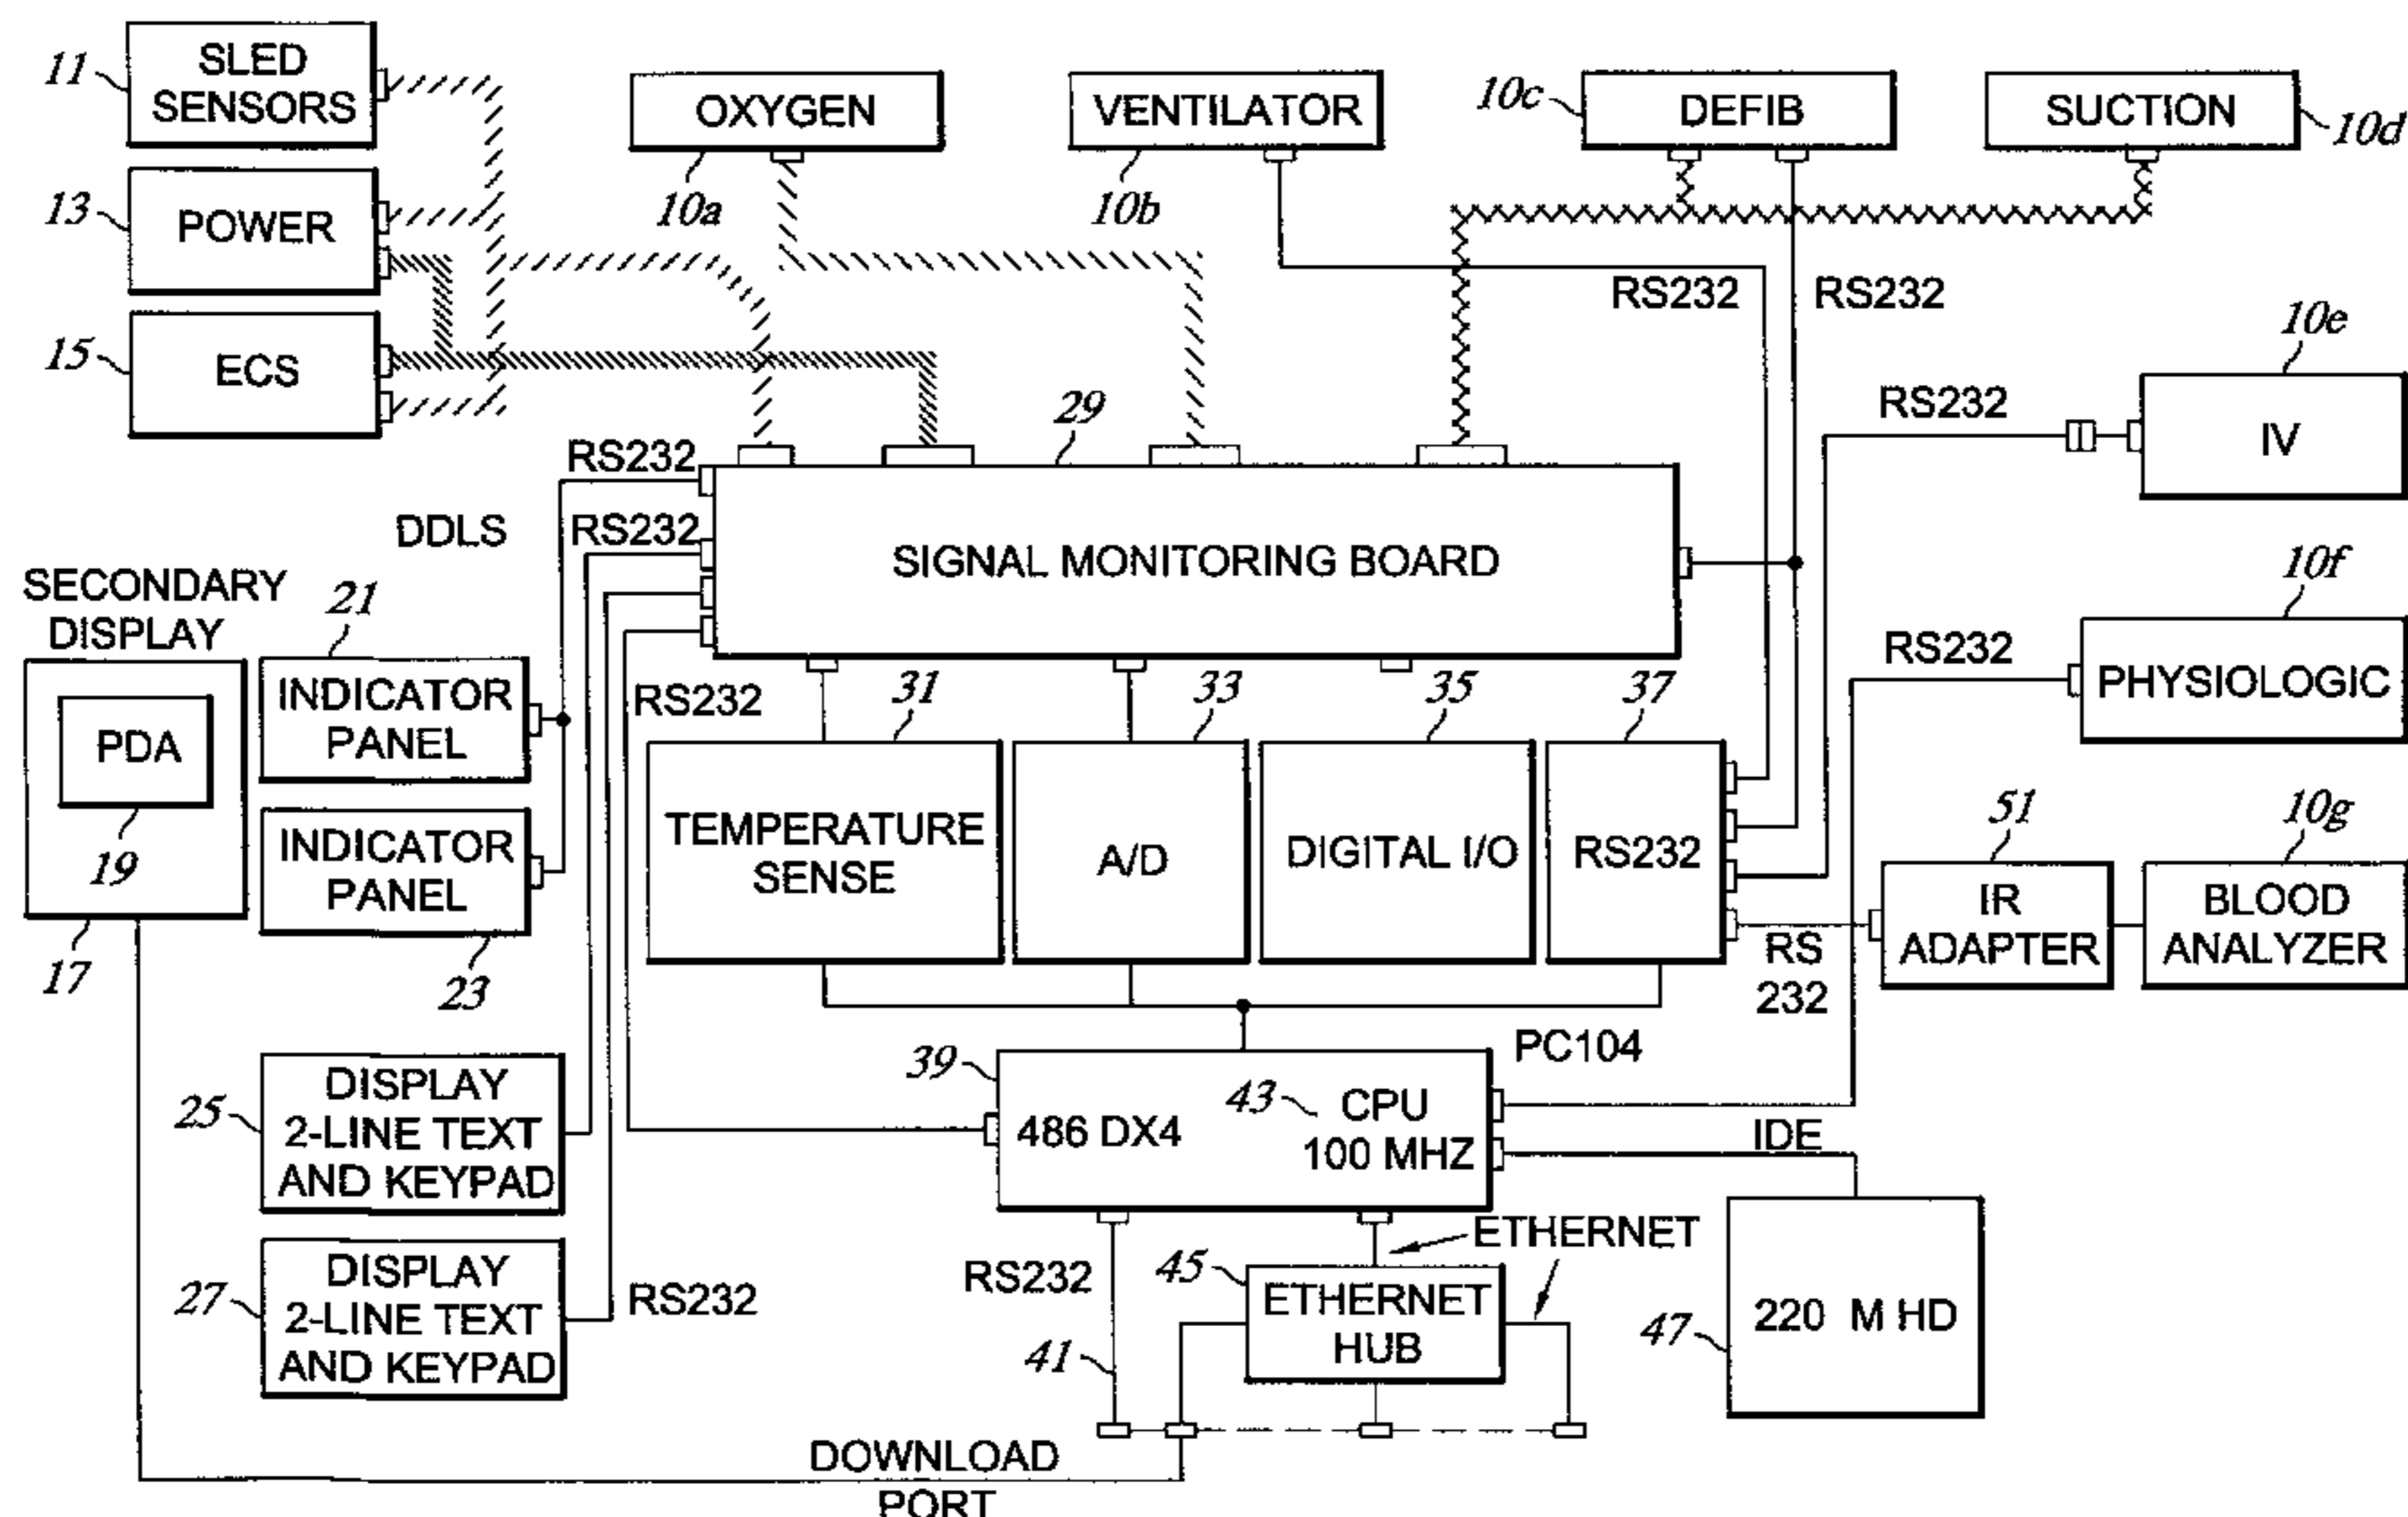 11
SLED
SENSORS
OXYGEN
10a
VENTILATOR
10b
10c
DEFIB
SUCTION
10d
13
POWER
15
ECS
RS232
RS232
10e
RS232
IV
29
RS232
DDLS
RS232
SIGNAL MONITORING BOARD
10f
RS232
PHYSIOLOGIC
SECONDARY
DISPLAY
PDA
19
17
21
INDICATOR
PANEL
INDICATOR
PANEL
23
RS232
31
TEMPERATURE
SENSE
33
A/D
35
DIGITAL I/O
37
RS232
51
IR
ADAPTER
10g
BLOOD
ANALYZER
RS
232
PC104
39
486 DX4
43
CPU
100 MHZ
IDE
25
DISPLAY
2-LINE TEXT
AND KEYPAD
27
DISPLAY
2-LINE TEXT
AND KEYPAD
RS232
RS232
41
45
ETHERNET
HUB
ETHERNET
47
220 M HD
DOWNLOAD
PORT